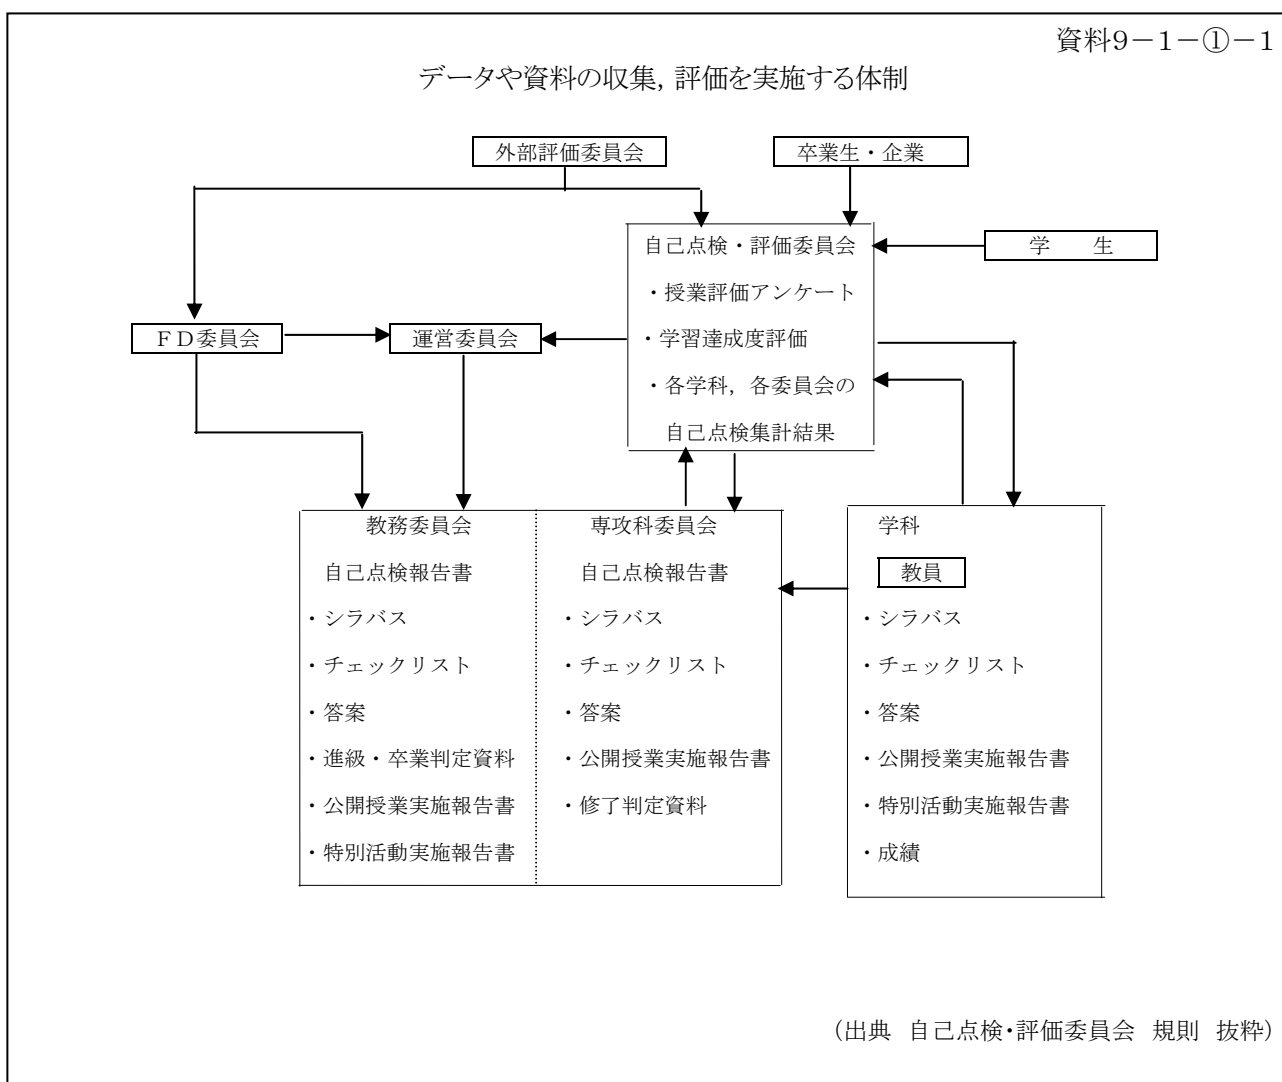 資料9-1-①-1
データや資料の収集，評価を実施する体制
外部評価委員会
卒業生・企業
自己点検・評価委員会
・授業評価アンケート
・学習達成度評価
・各学科，各委員会の
自己点検集計結果
学　　生
ＦＤ委員会
運営委員会
教務委員会
自己点検報告書
・シラバス
・チェックリスト
・答案
・進級・卒業判定資料
・公開授業実施報告書
・特別活動実施報告書
専攻科委員会
自己点検報告書
・シラバス
・チェックリスト
・答案
・公開授業実施報告書
・修了判定資料
学科
教員
・シラバス
・チェックリスト
・答案
・公開授業実施報告書
・特別活動実施報告書
・成績
（出典　自己点検・評価委員会　規則　抜粋）